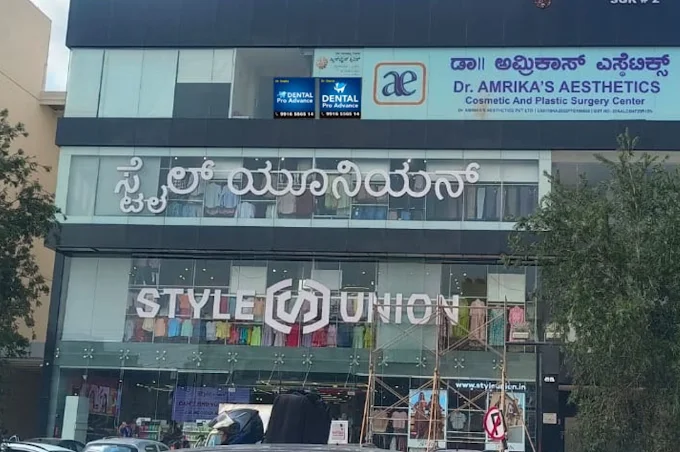 DENTAL
Pro Advance
DENTAL
Pro Advance
ae
ಡಾ॥ ಅಮ್ರಿಕಾಸ್ ಎಸ್ಥೆಟಿಕ್ಸ್
Dr. AMRIKA'S AESTHETICS
Cosmetic And Plastic Surgery Center
ಸ್ಟೈಲ್ ಯೂನಿಯನ್
STYLE UNION
www.styleunion.in